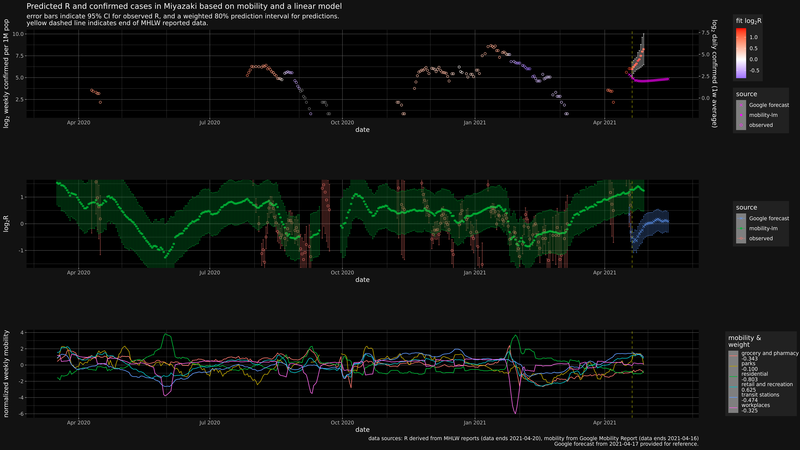 Predicted R and confirmed cases in Miyazaki based on mobility and a linear model
error bars indicate 95% CI for observed R, and a weighted 80% prediction interval for predictions.
yellow dashed line indicates end of MHLW reported data.
log₂ weekly confirmed per 1M pop
10.0
7.5
5.0
2.5
Apr 2020
Jul 2020
Oct 2020
Jan 2021
Apr 2021
date
7.5
5.0
2.5
0.0
log₂ daily confirmed (1w average)
fit log₂R
1.0
0.5
0.0
-0.5
source
Google forecast
mobility-lm
observed
log₂R
1
0
-1
Apr 2020
Jul 2020
Oct 2020
Jan 2021
Apr 2021
date
source
Google forecast
mobility-lm
observed
normalized weekly mobility
4
2
0
-2
-4
-6
Apr 2020
Jul 2020
Oct 2020
Jan 2021
Apr 2021
date
mobility &
weight
grocery and pharmacy
-0.343
parks
-0.100
residential
-0.803
retail and recreation
0.625
transit stations
-0.474
workplaces
-0.325
data sources: R derived from MHLW reports (data ends 2021-04-20), mobility from Google Mobility Report (data ends 2021-04-16)
Google forecast from 2021-04-17 provided for reference.